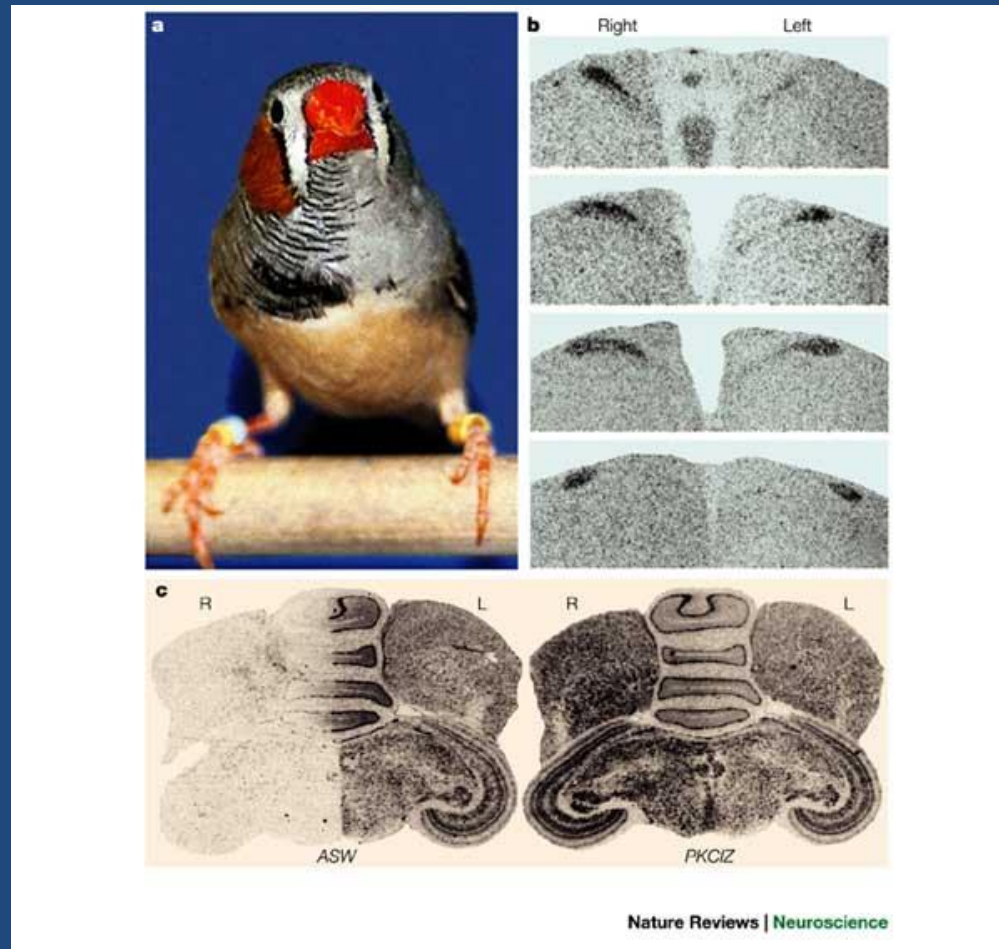 a
b
Right Left
c
R L R L
ASW PKCIZ
Nature Reviews | Neuroscience